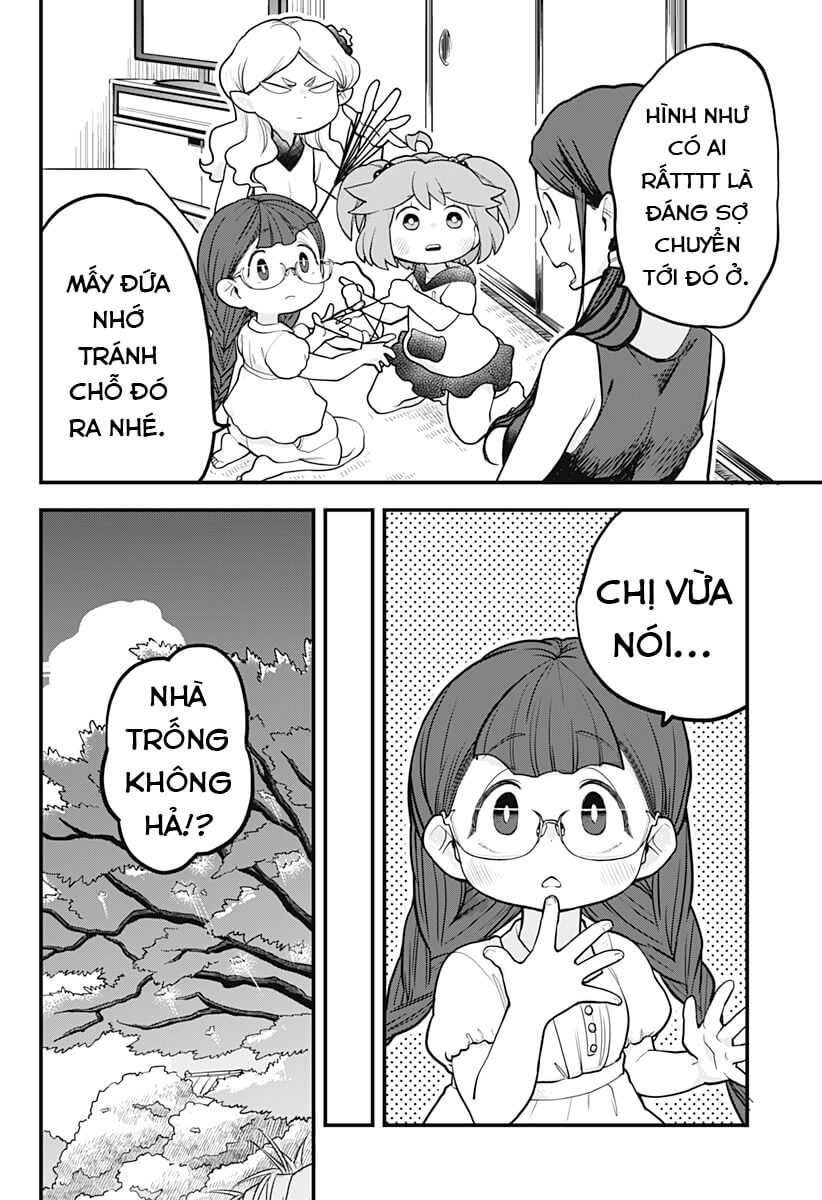 HÌNH NHƯ
CÓ AI
RẤTTTT LÀ
ĐÁNG SỢ
CHUYỂN
TỚI ĐÓ Ở.
MẤY ĐỨA
NHỚ
TRÁNH
CHỖ ĐÓ
RA NHÉ.
CHỊ VỪA
NÓI...
NHÀ
TRỐNG
KHÔNG
HẢ!?